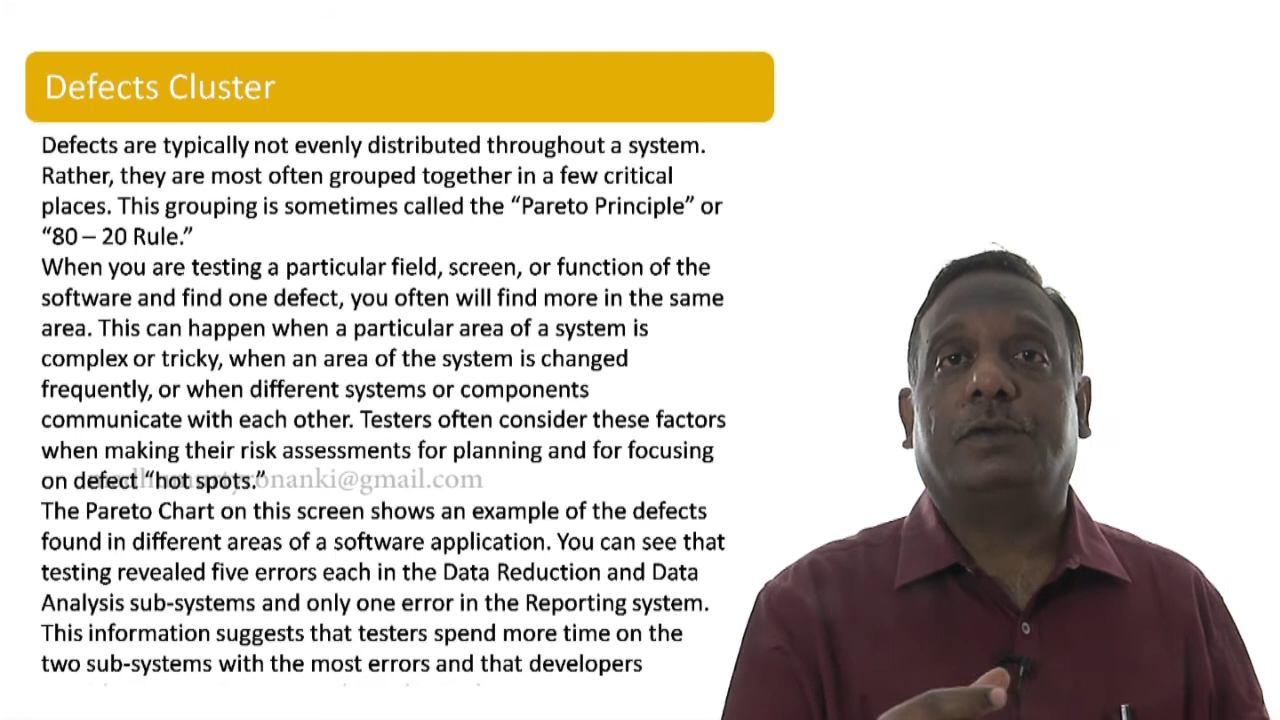 Defects Cluster
Defects are typically not evenly distributed throughout a system.
Rather, they are most often grouped together in a few critical
places. This grouping is sometimes called the “Pareto Principle” or
“80 – 20 Rule.”
When you are testing a particular field, screen, or function of the
software and find one defect, you often will find more in the same
area. This can happen when a particular area of a system is
complex or tricky, when an area of the system is changed
frequently, or when different systems or components
communicate with each other. Testers often consider these factors
when making their risk assessments for planning and for focusing
on defect “hot spots.”
The Pareto Chart on this screen shows an example of the defects
found in different areas of a software application. You can see that
testing revealed five errors each in the Data Reduction and Data
Analysis sub-systems and only one error in the Reporting system.
This information suggests that testers spend more time on the
two sub-systems with the most errors and that developers